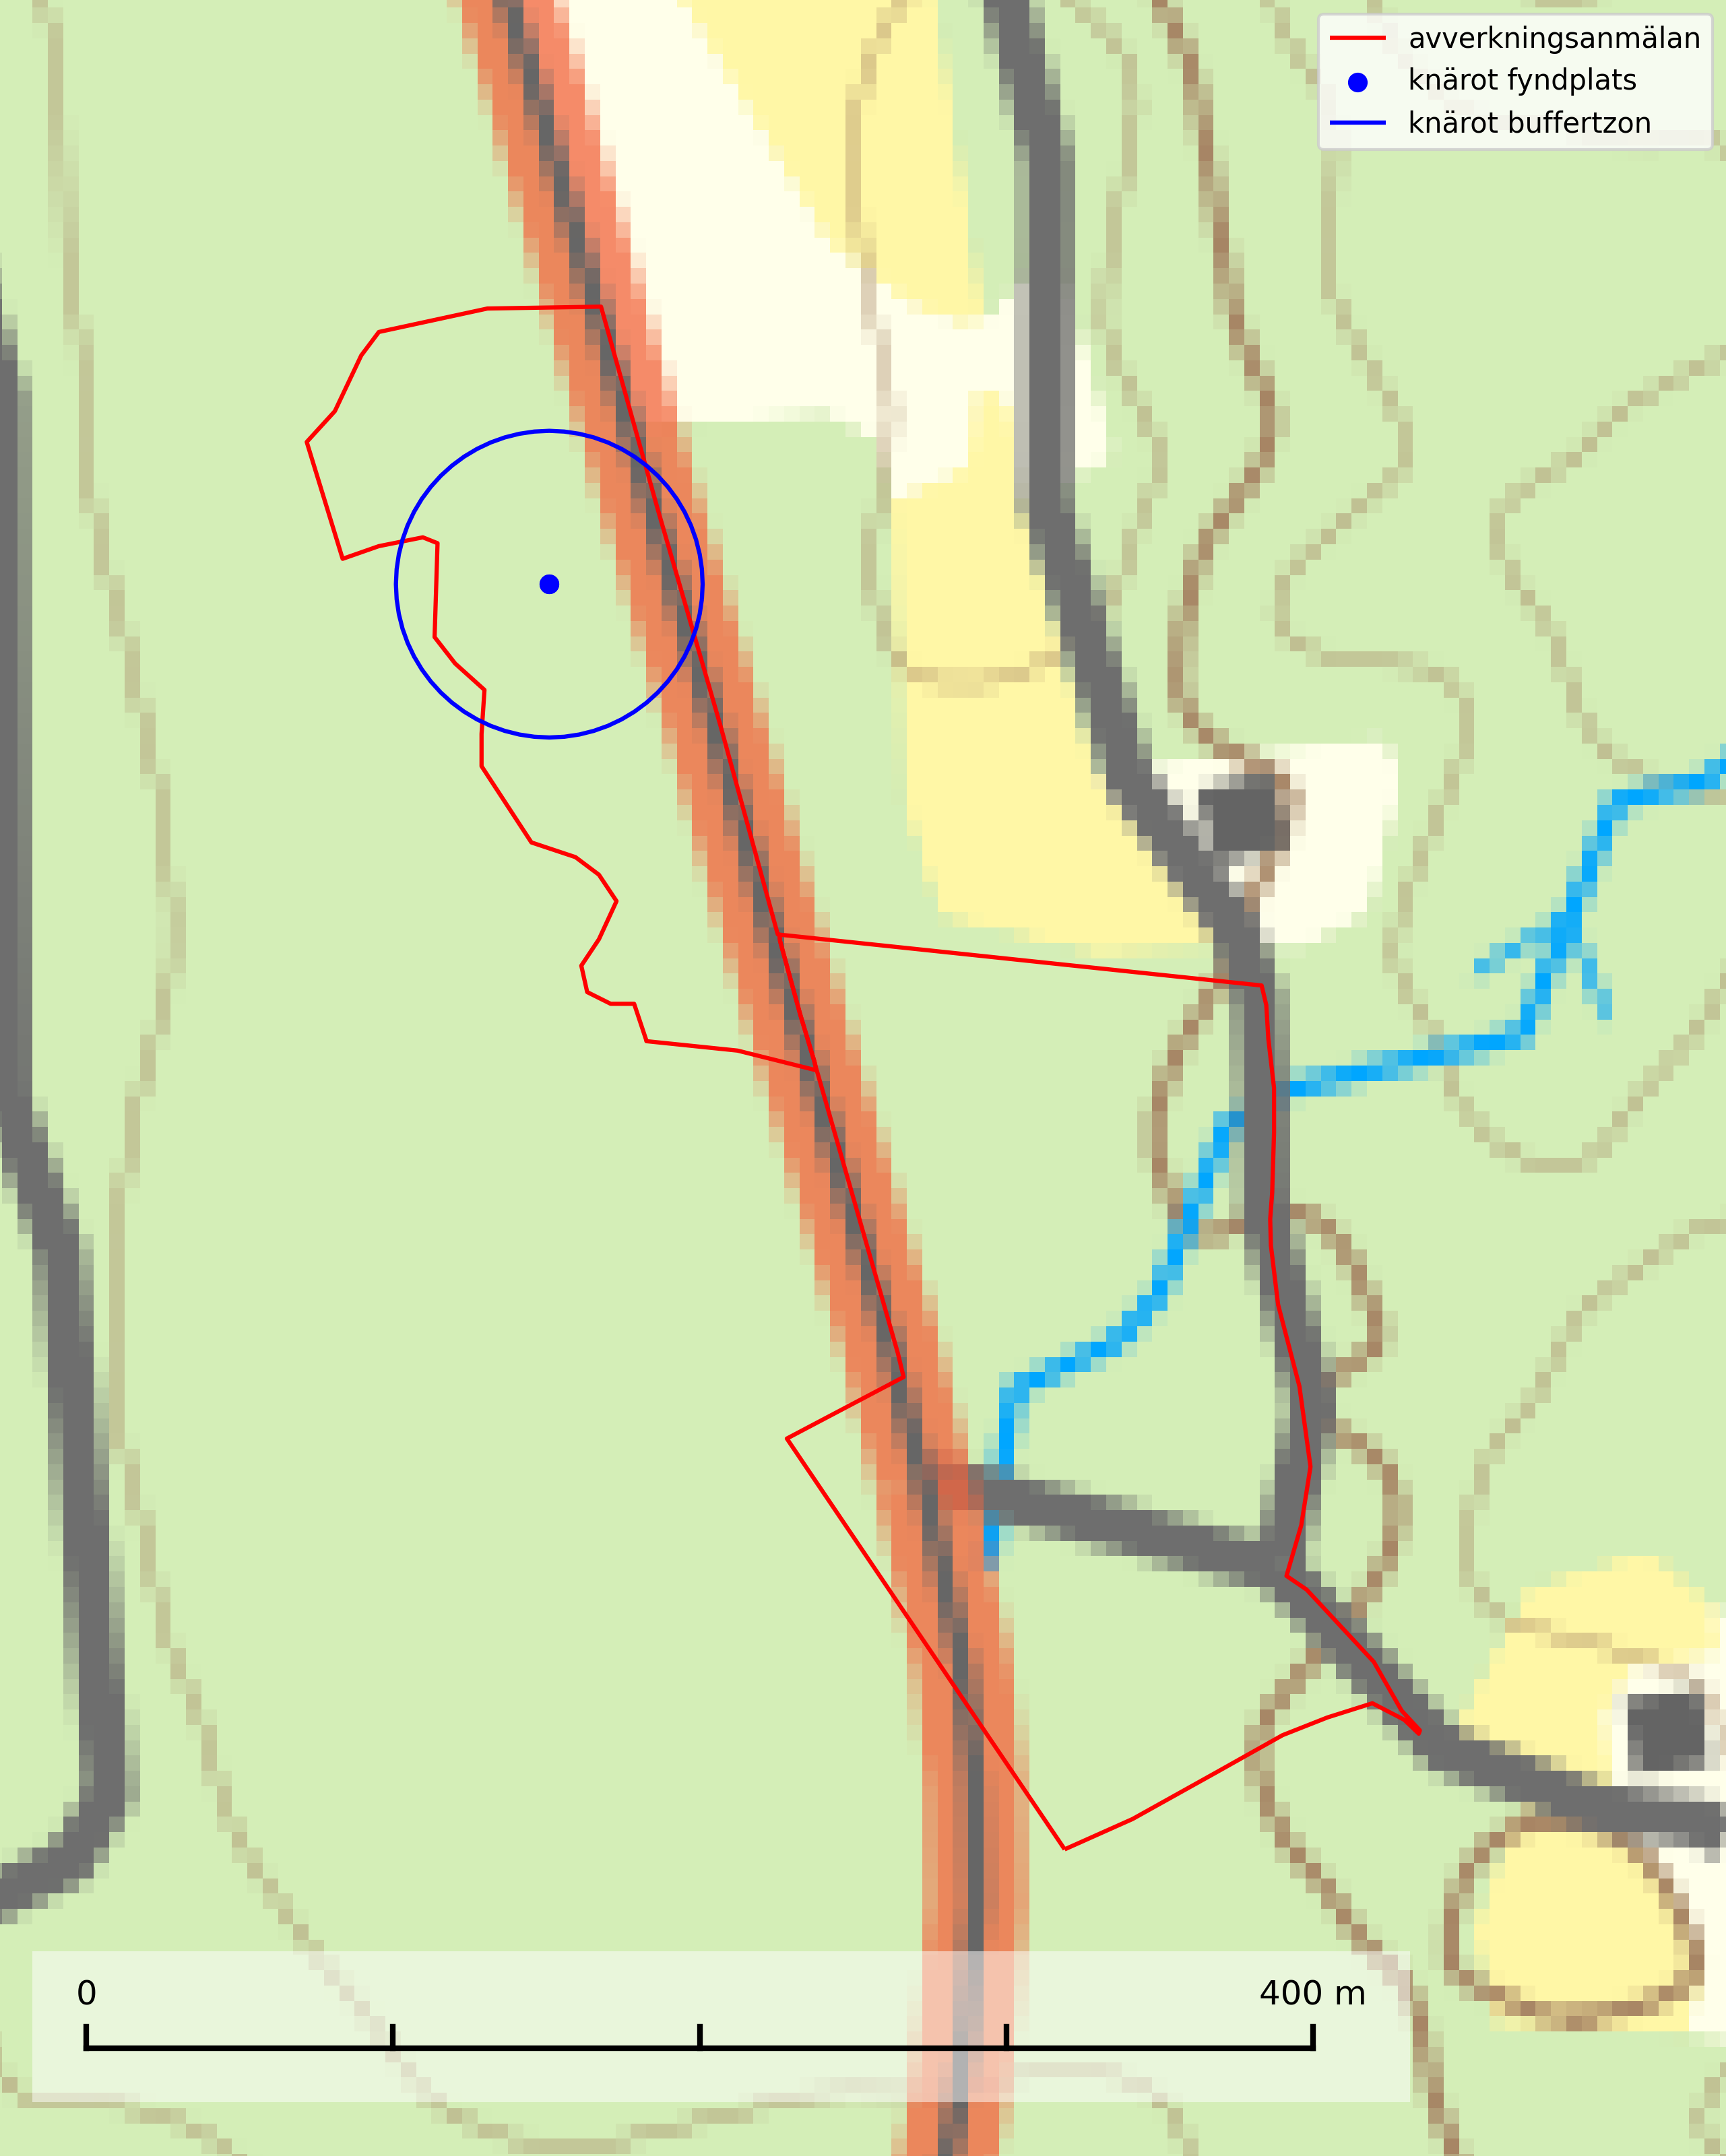 avverkningsanmälan
knärot fyndplats
knärot buffertzon
0
400 m